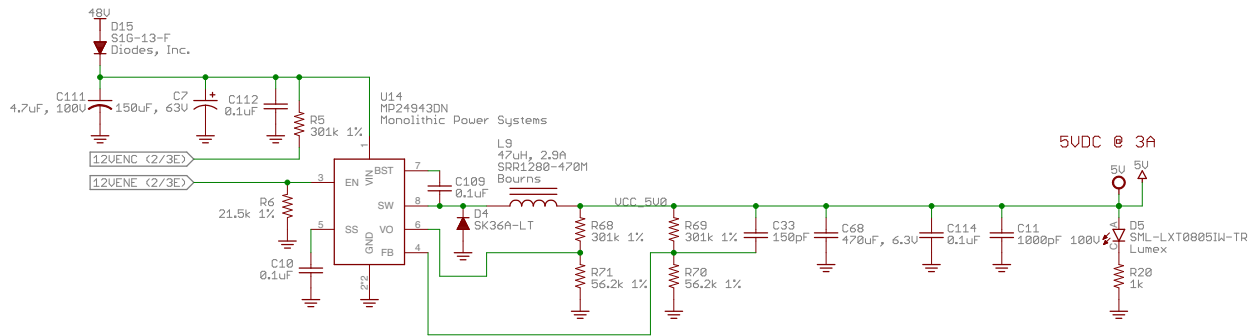 48V
D15
S1G-13-F
Diodes, Inc.
C111
4.7uF, 100V
C7
150uF, 63V
+
C112
0.1uF
R5
301k 1%
U14
MP24943DN
Monolithic Power Systems
12VENC (2/3E)
12VENE (2/3E)
R6
21.5k 1%
C10
0.1uF
1
VIN
3
EN
5
SS
GND
2*2
BST
7
SW
8
VO
6
FB
4
C109
0.1uF
D4
SK36A-LT
L9
47uH, 2.9A
SRR1280-470M
Bourns
VCC_5V0
R68
301k 1%
R71
56.2k 1%
R69
301k 1%
R70
56.2k 1%
C33
150pF
C68
470uF, 6.3V
C114
0.1uF
C11
1000pF 100V
5VDC @ 3A
5V
5V
A
C
D5
SML-LXT0805IW-TR
Lumex
R20
1k